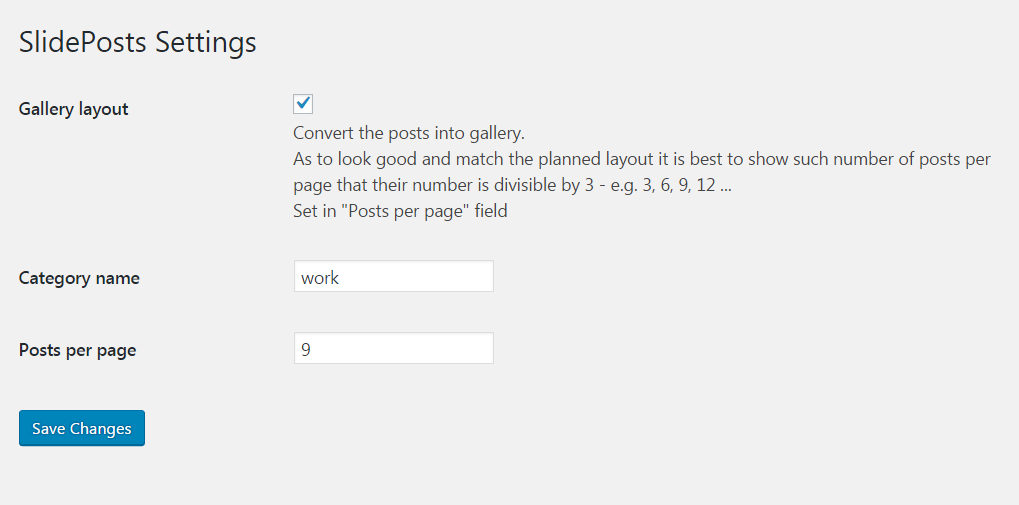 SlidePosts Settings
Gallery layout
Convert the posts into gallery.
As to look good and match the planned layout it is best to show such number of posts per
page that their number is divisible by 3 - e.g. 3, 6, 9, 12 ...
Set in "Posts per page" field
Category name
work
Posts per page
9
Save Changes